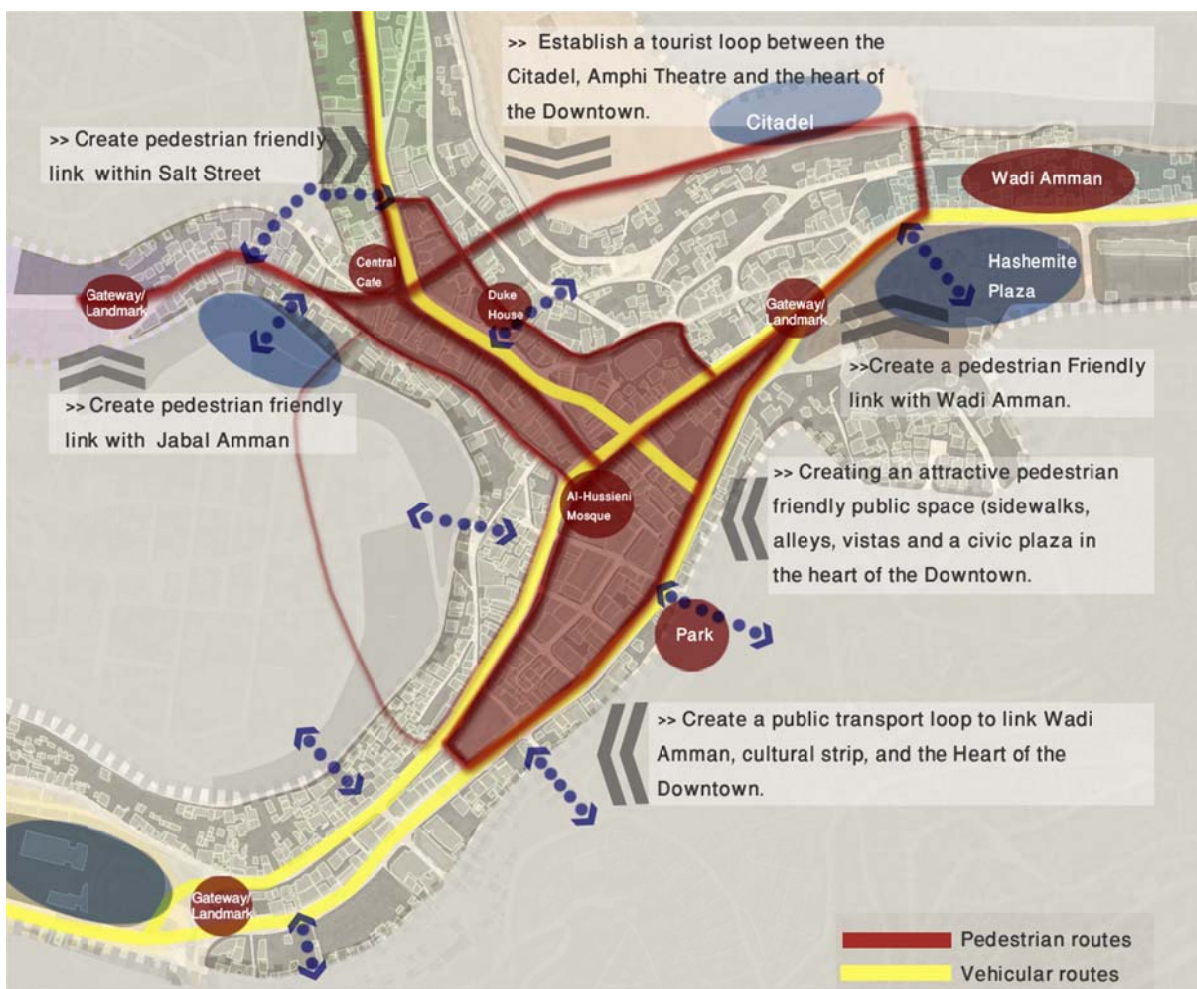 >> Establish a tourist loop between the
Citadel, Amphi Theatre and the heart of
the Downtown.
Citadel
>> Create pedestrian friendly
link within Salt Street
Wadi Amman
Central
Cafe
Gateway/
Landmark
Duke
House
Gateway/
Landmark
Hashemite
Plaza
>>Create a pedestrian Friendly
link with Wadi Amman.
>> Create pedestrian friendly
link with Jabal Amman
>> Creating an attractive pedestrian
friendly public space (sidewalks,
alleys, vistas and a civic plaza in
the heart of the Downtown.
Al-Hussieni
Mosque
Park
>> Create a public transport loop to link Wadi
Amman, cultural strip, and the Heart of the
Downtown.
Gateway/
Landmark
Pedestrian routes
Vehicular routes